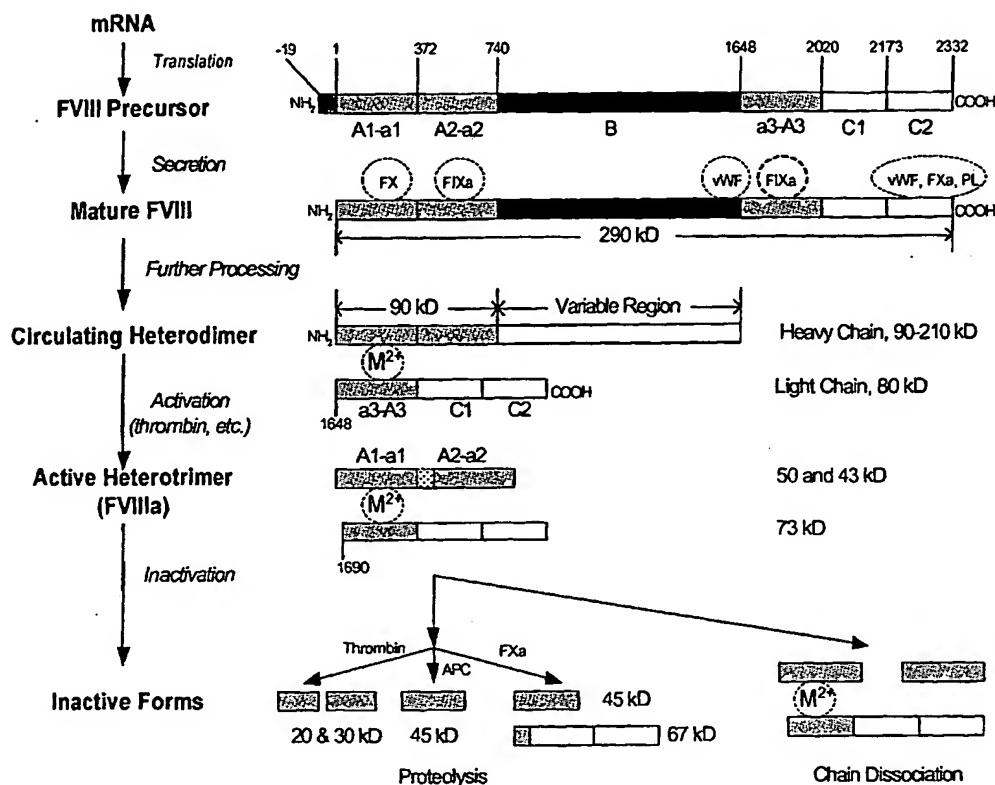 mRNA
-19 1 372 740 1648 2020 2173 2332
Translation
FVIII Precursor
NH2 COOH
A1-a1 A2-a2 B a3-A3 C1 C2
Secretion
FX FIXa vWF FIXa vWF, FXa, PL
Mature FVIII
NH2 COOH
290 kD
Further Processing
90 kD Variable Region
Circulating Heterodimer
NH2 Heavy Chain, 90-210 kD
M2+
COOH Light Chain, 80 kD
a3-A3 C1 C2
1648
Activation
(thrombin, etc.)
A1-a1 A2-a2
Active Heterotrimer
(FVIIIa)
50 and 43 kD
M2+
73 kD
1690
Inactivation
Thrombin APC FXa
Inactive Forms
45 kD
M2+
20 & 30 kD 45 kD 67 kD
Proteolysis Chain Dissociation